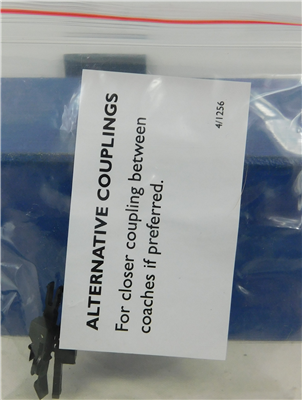 ALTERNATIVE COUPLINGS
For closer coupling between
coaches if preferred.
4/1256